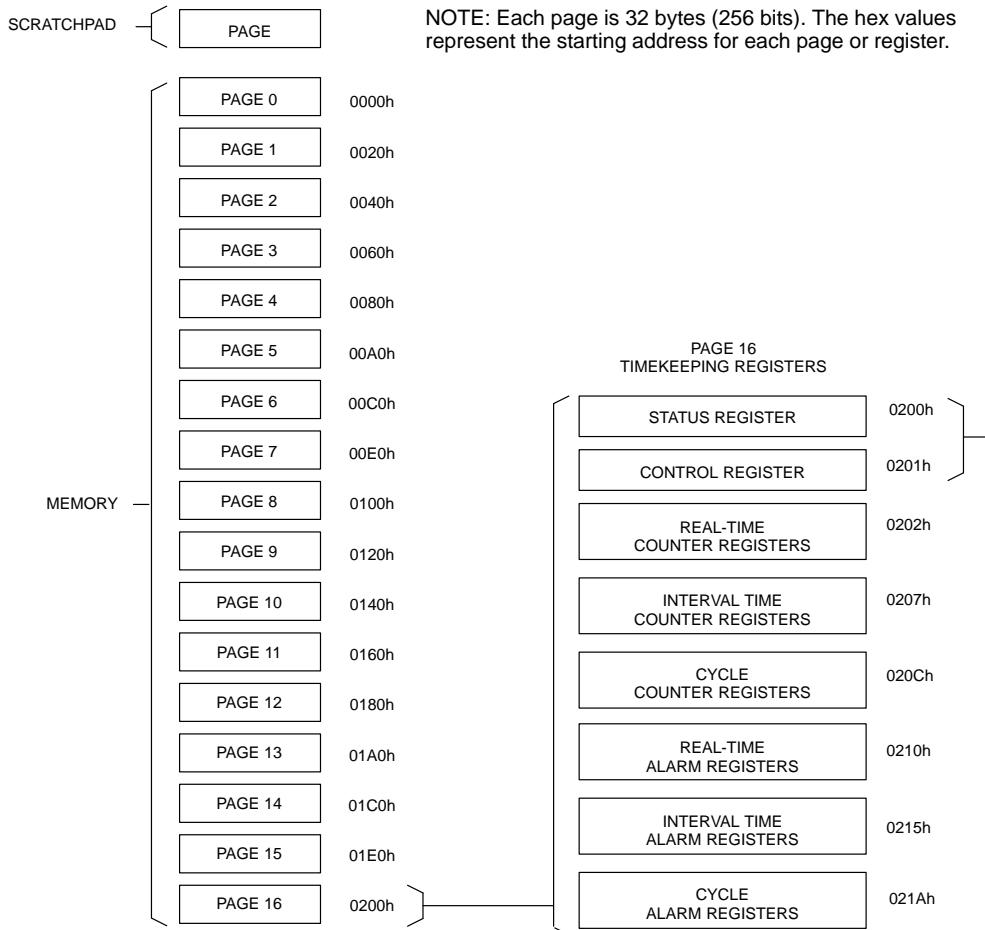 SCRATCHPAD
PAGE
NOTE: Each page is 32 bytes (256 bits). The hex values
represent the starting address for each page or register.
MEMORY
PAGE 0 0000h
PAGE 1 0020h
PAGE 2 0040h
PAGE 3 0060h
PAGE 4 0080h
PAGE 5 00A0h
PAGE 6 00C0h
PAGE 7 00E0h
PAGE 8 0100h
PAGE 9 0120h
PAGE 10 0140h
PAGE 11 0160h
PAGE 12 0180h
PAGE 13 01A0h
PAGE 14 01C0h
PAGE 15 01E0h
PAGE 16 0200h
PAGE 16
TIMEKEEPING REGISTERS
STATUS REGISTER 0200h
CONTROL REGISTER 0201h
REAL-TIME
COUNTER REGISTERS
0202h
INTERVAL TIME
COUNTER REGISTERS
0207h
CYCLE
COUNTER REGISTERS
020Ch
REAL-TIME
ALARM REGISTERS
0210h
INTERVAL TIME
ALARM REGISTERS
0215h
CYCLE
ALARM REGISTERS
021Ah